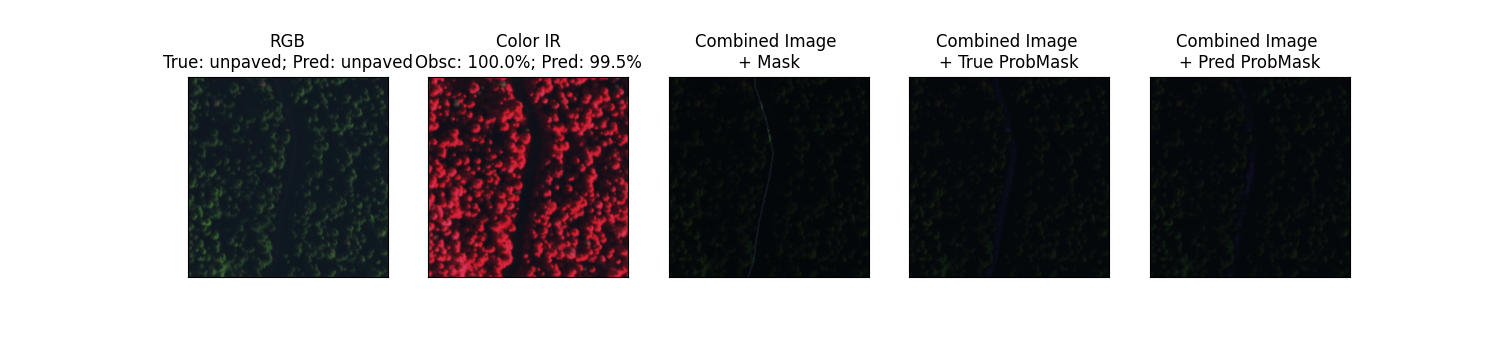 RGB
True: unpaved; Pred: unpaved
Color IR
Obsc: 100.0%; Pred: 99.5%
Combined Image
+ Mask
Combined Image
+ True ProbMask
Combined Image
+ Pred ProbMask